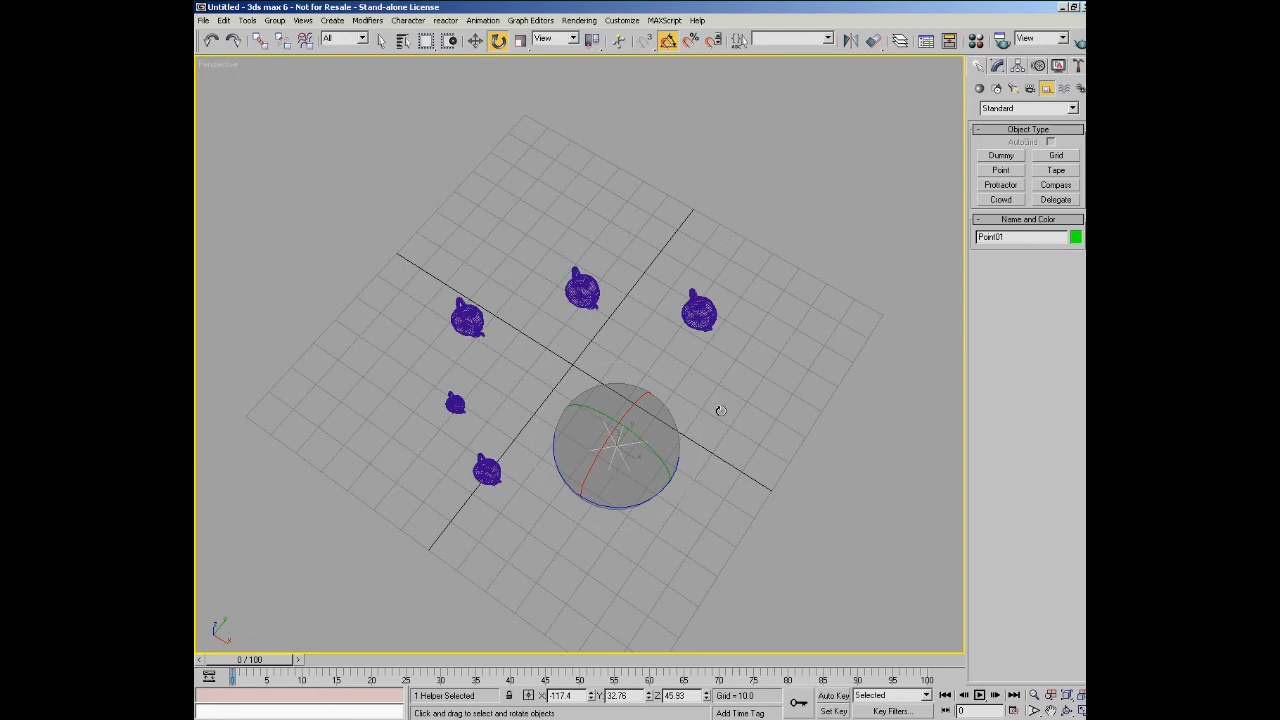 Untitled - 3ds max 6 - Not for Resale - Stand-alone License
File Edit Tools Group Views Create Modifiers Character reactor Animation Graph Editors Rendering Customize MAXScript Help
All View View
Perspective
Standard
- Object Type
AutoGrid
Dummy Grid
Point Tape
Protractor Compass
Crowd Delegate
- Name and Color
Point01
z y x
< 0 / 100 >
0 5 10 15 20 25 30 35 40 45 50 55 60 65 70 75 80 85 90 95 100
1 Helper Selected X: -117.4 Y: 32.76 Z: 45.93 Grid = 10.0 Auto Key Selected
Click and drag to select and rotate objects Add Time Tag Set Key Key Filters... 0